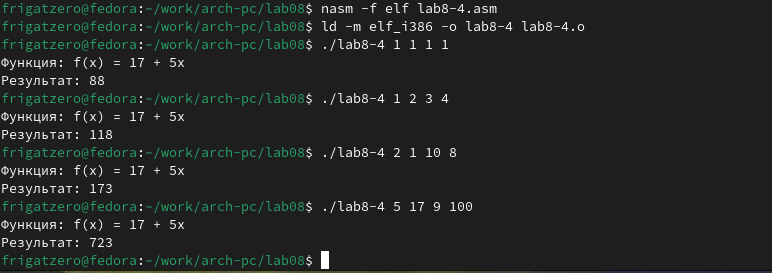 frigatzero@fedora:~/work/arch-pc/lab08$ nasm -f elf lab8-4.asm
frigatzero@fedora:~/work/arch-pc/lab08$ ld -m elf_i386 -o lab8-4 lab8-4.o
frigatzero@fedora:~/work/arch-pc/lab08$ ./lab8-4 1 1 1 1
Функция: f(x) = 17 + 5x
Результат: 88
frigatzero@fedora:~/work/arch-pc/lab08$ ./lab8-4 1 2 3 4
Функция: f(x) = 17 + 5x
Результат: 118
frigatzero@fedora:~/work/arch-pc/lab08$ ./lab8-4 2 1 10 8
Функция: f(x) = 17 + 5x
Результат: 173
frigatzero@fedora:~/work/arch-pc/lab08$ ./lab8-4 5 17 9 100
Функция: f(x) = 17 + 5x
Результат: 723
frigatzero@fedora:~/work/arch-pc/lab08$